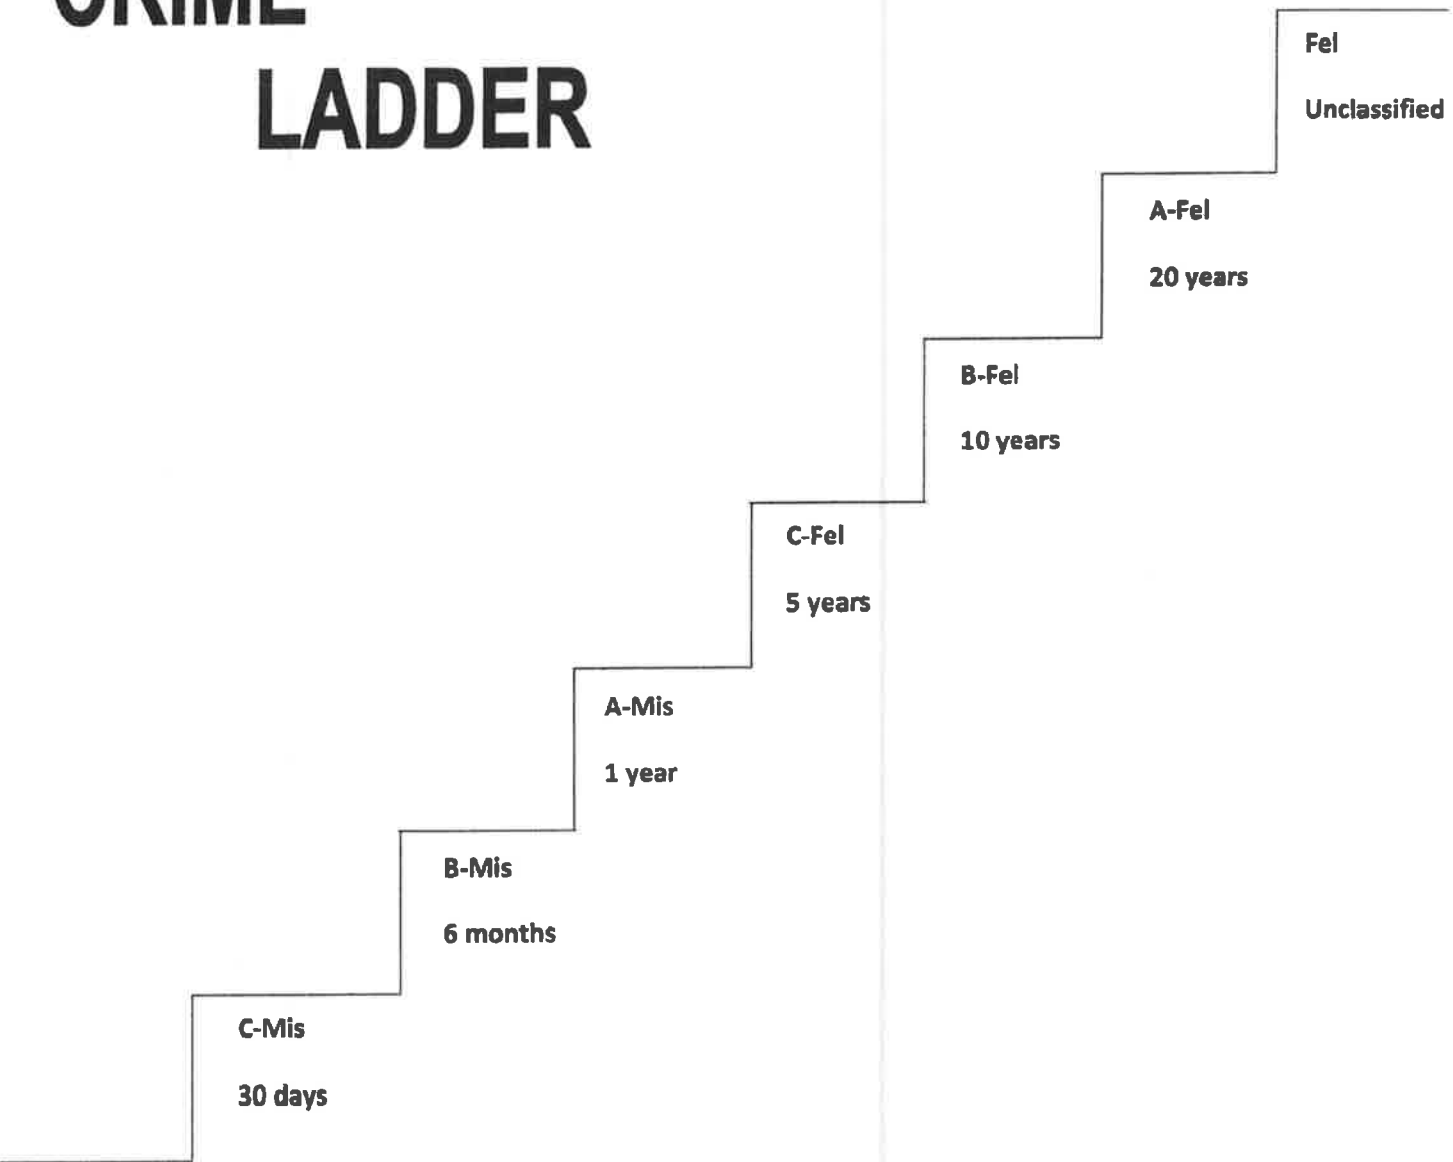 CRIME
LADDER
Fel
Unclassified
A-Fel
20 years
B-Fel
10 years
C-Fel
5 years
A-Mis
1 year
B-Mis
6 months
C-Mis
30 days